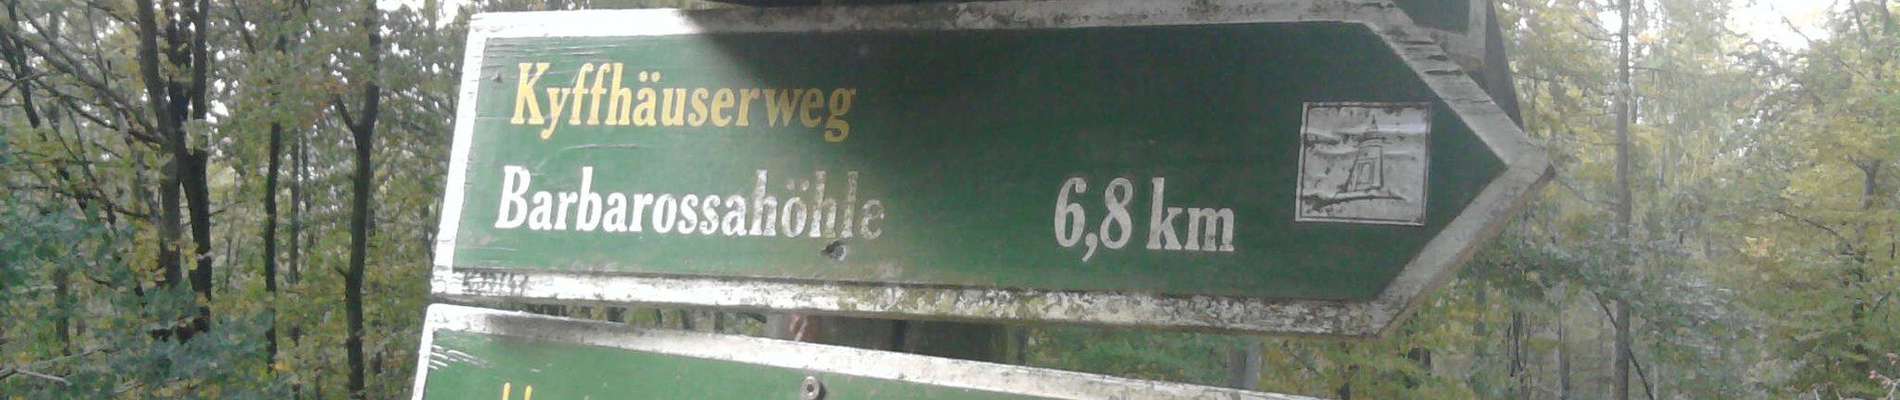 Kyffhäuserweg
Barbarossahöhle 6,8 km